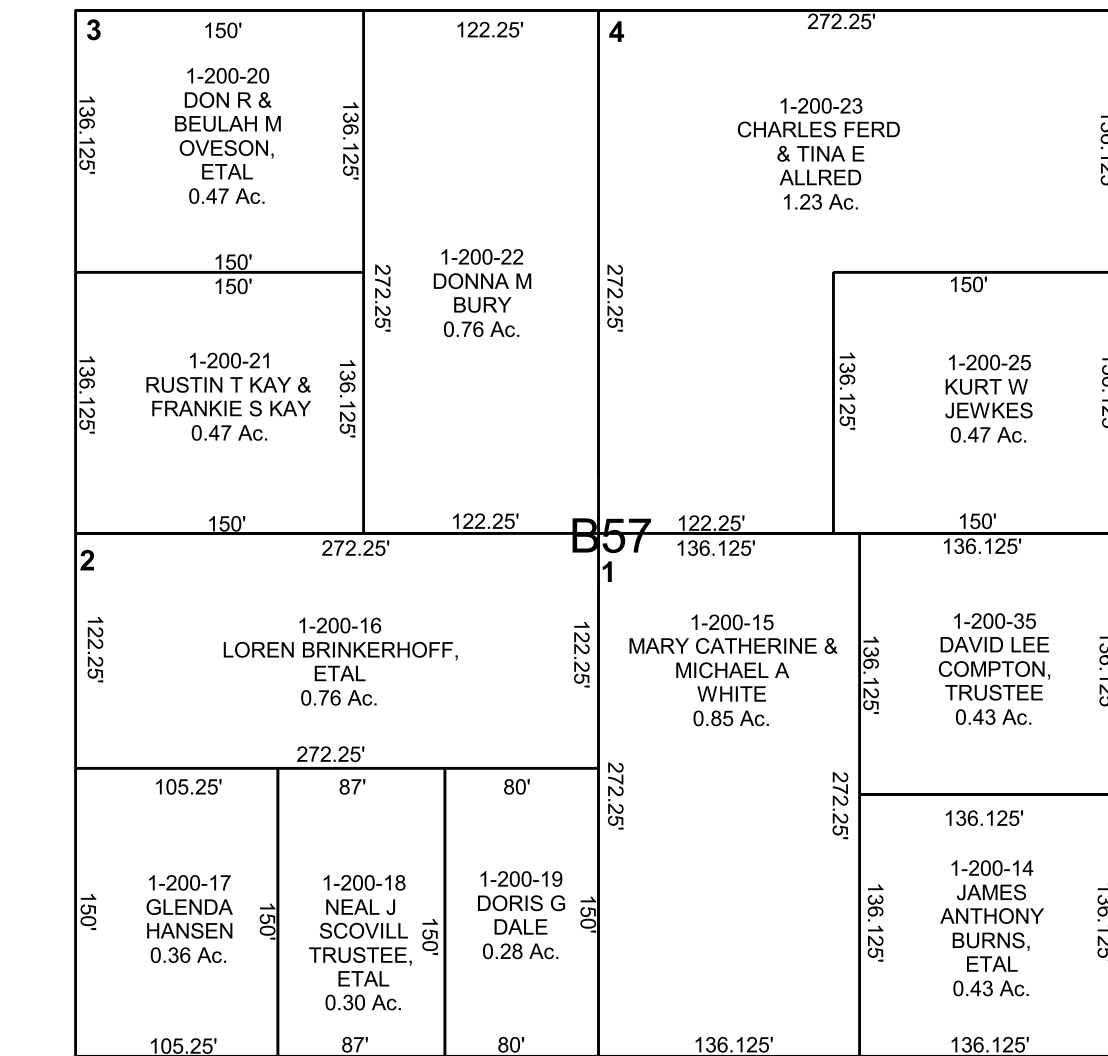 3
150'
136.125'
1-200-20
DON R &
BEULAH M
OVESON,
ETAL
0.47 Ac.
136.125'
150'
122.25'
272.25'
1-200-22
DONNA M
BURY
0.76 Ac.
122.25'
150'
136.125'
1-200-21
RUSTIN T KAY &
FRANKIE S KAY
0.47 Ac.
136.125'
150'
4
272.25'
1-200-23
CHARLES FERD
& TINA E
ALLRED
1.23 Ac.
136.125
272.25'
122.25'
150'
136.125'
1-200-25
KURT W
JEWKES
0.47 Ac.
136.125
150'
B57
2
272.25'
122.25'
1-200-16
LOREN BRINKERHOFF,
ETAL
0.76 Ac.
122.25'
272.25'
105.25'
150'
1-200-17
GLENDA
HANSEN
0.36 Ac.
150'
105.25'
87'
1-200-18
NEAL J
SCOVILL
TRUSTEE,
ETAL
0.30 Ac.
150'
87'
80'
1-200-19
DORIS G
DALE
0.28 Ac.
150'
80'
1
136.125'
1-200-15
MARY CATHERINE &
MICHAEL A
WHITE
0.85 Ac.
272.25'
272.25'
136.125'
136.125'
136.125'
1-200-35
DAVID LEE
COMPTON,
TRUSTEE
0.43 Ac.
136.125
136.125'
136.125'
1-200-14
JAMES
ANTHONY
BURNS,
ETAL
0.43 Ac.
136.125
136.125'